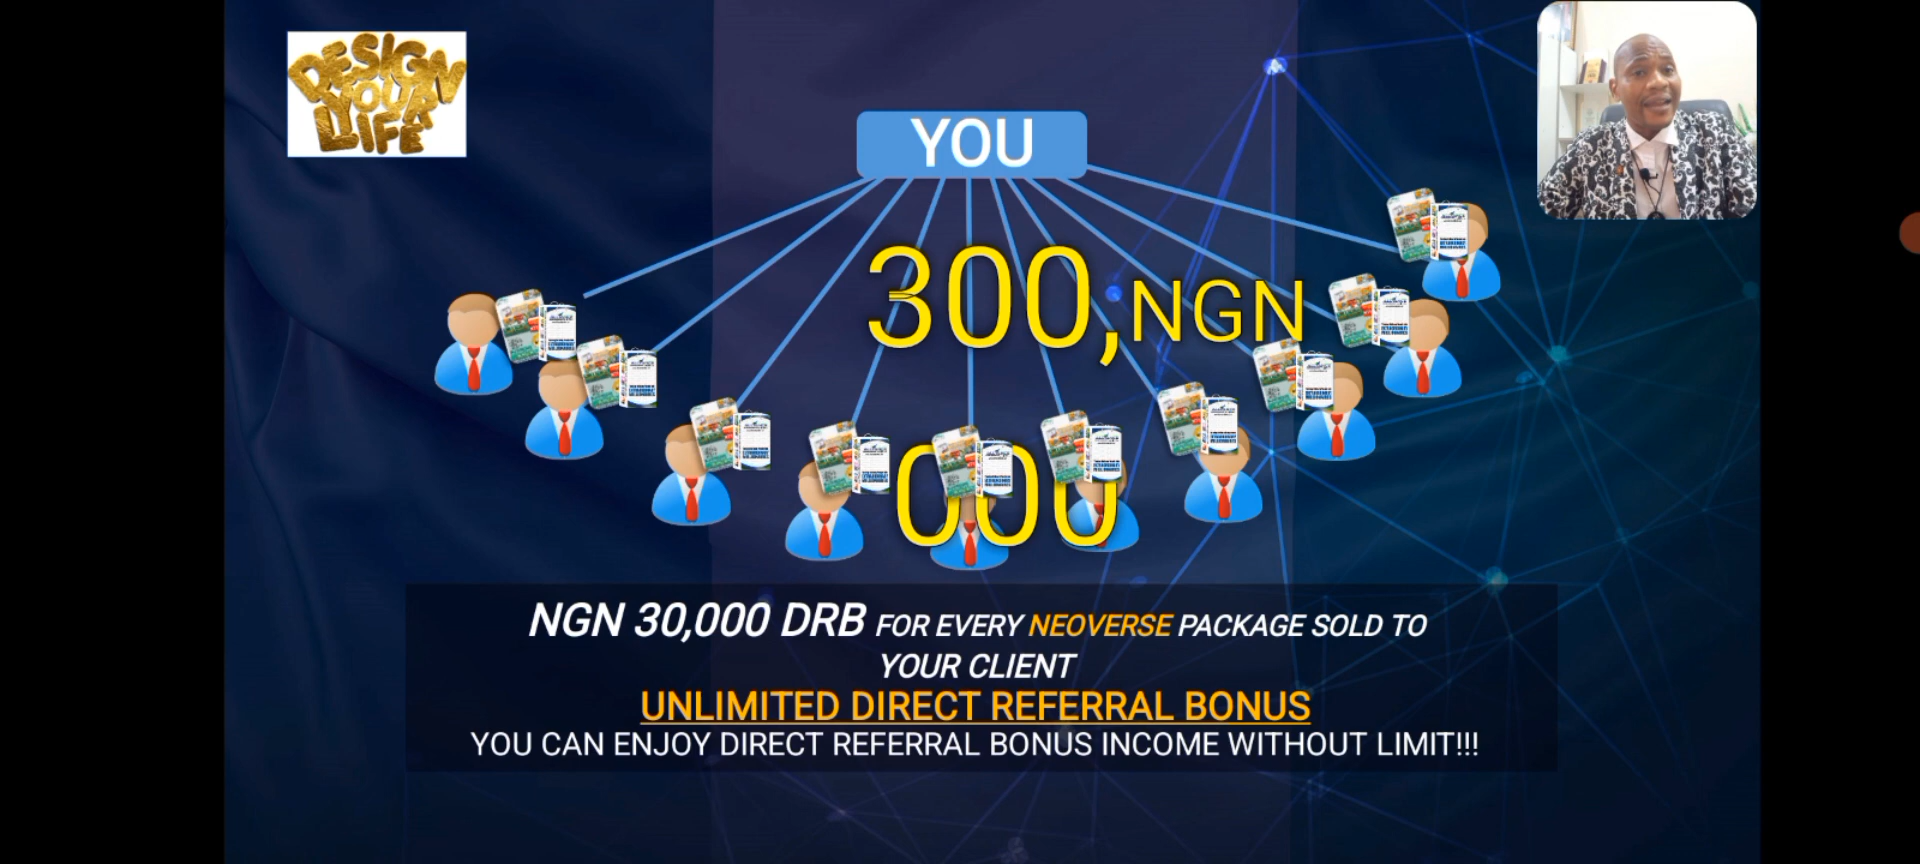 DESIGN
YOUR
LIFE
YOU
300,NGN
000
NGN 30,000 DRB FOR EVERY NEOVERSE PACKAGE SOLD TO
YOUR CLIENT
UNLIMITED DIRECT REFERRAL BONUS
YOU CAN ENJOY DIRECT REFERRAL BONUS INCOME WITHOUT LIMIT!!!